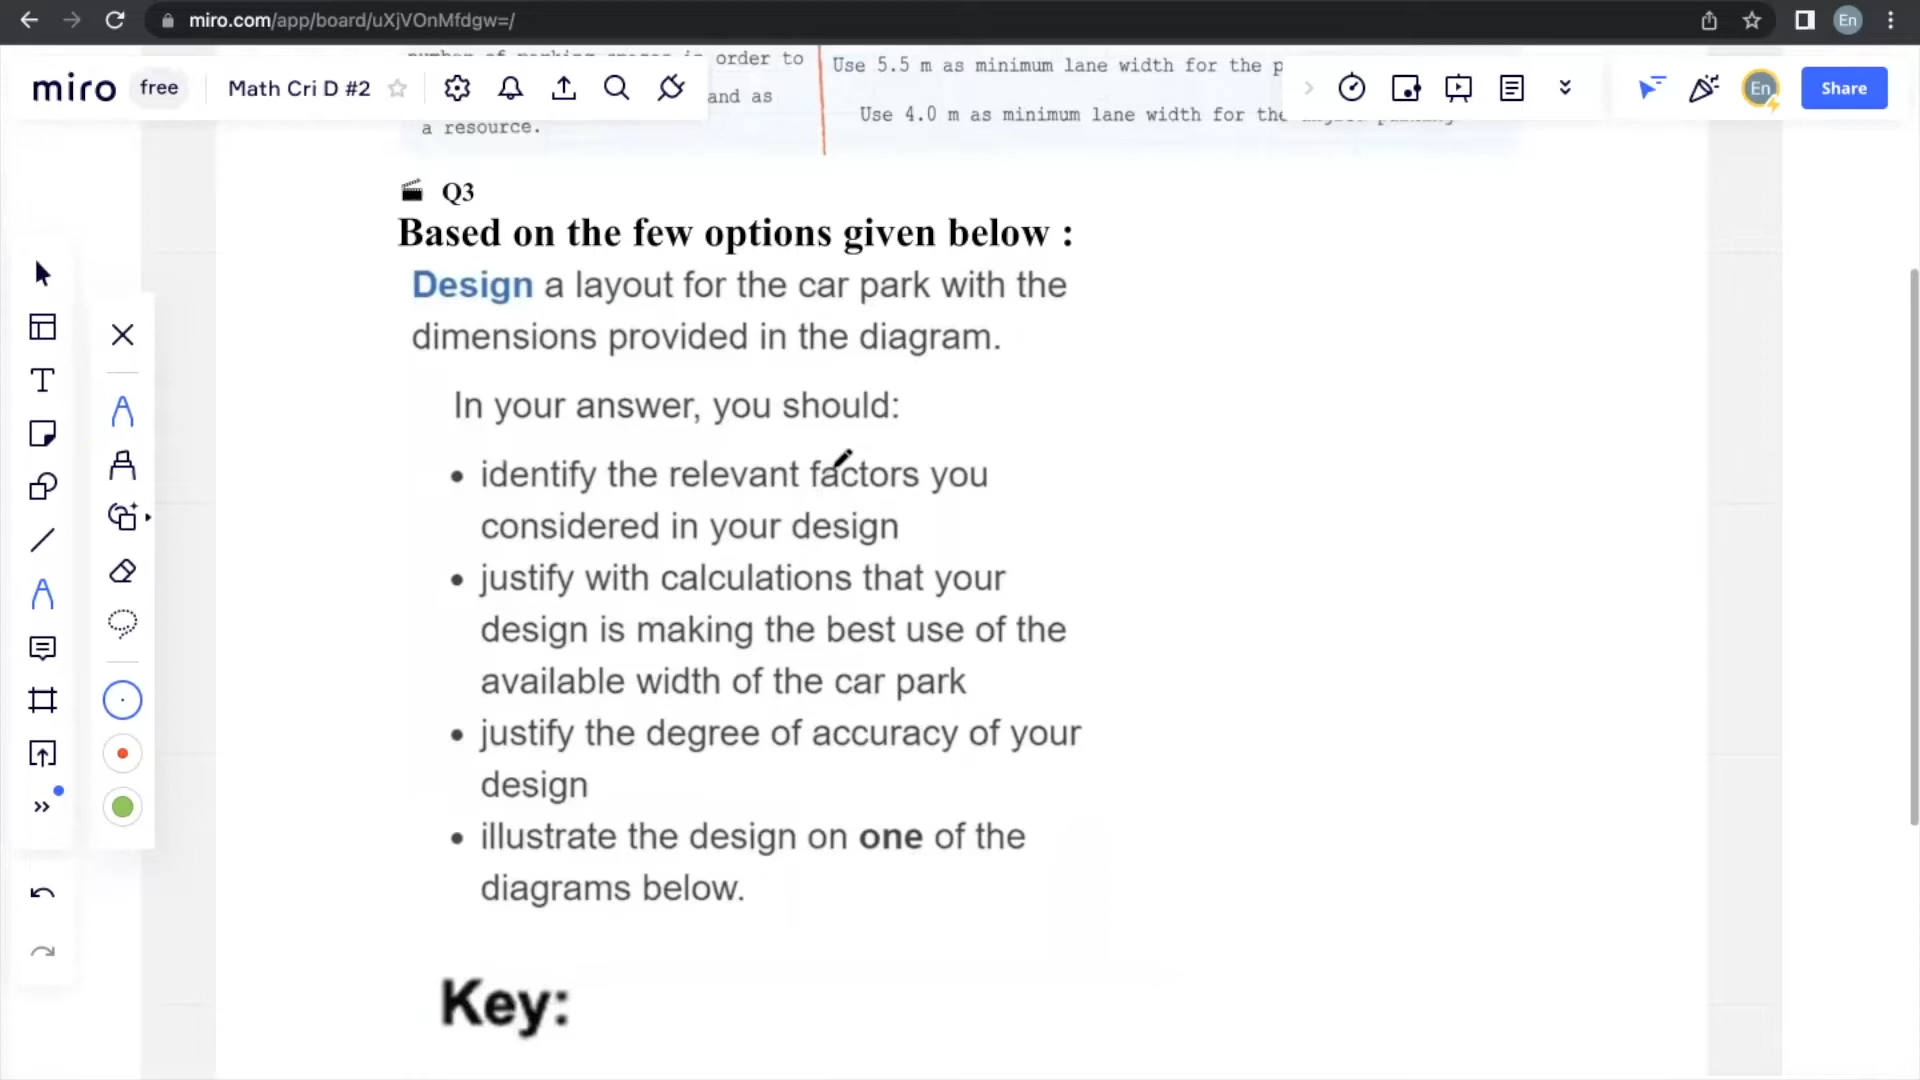 miro.com/app/board/uXjVOnMfdgw=/
En
order to
Use 5.5 m as minimum lane width for the p
miro
free
Math Cri D #2
and as
Use 4.0 m as minimum lane width for the
En
Share
a resource.
Q3
Based on the few options given below :
Design a layout for the car park with the
dimensions provided in the diagram.
In your answer, you should:
• identify the relevant factors you
considered in your design
• justify with calculations that your
design is making the best use of the
available width of the car park
• justify the degree of accuracy of your
design
• illustrate the design on one of the
diagrams below.
Key: